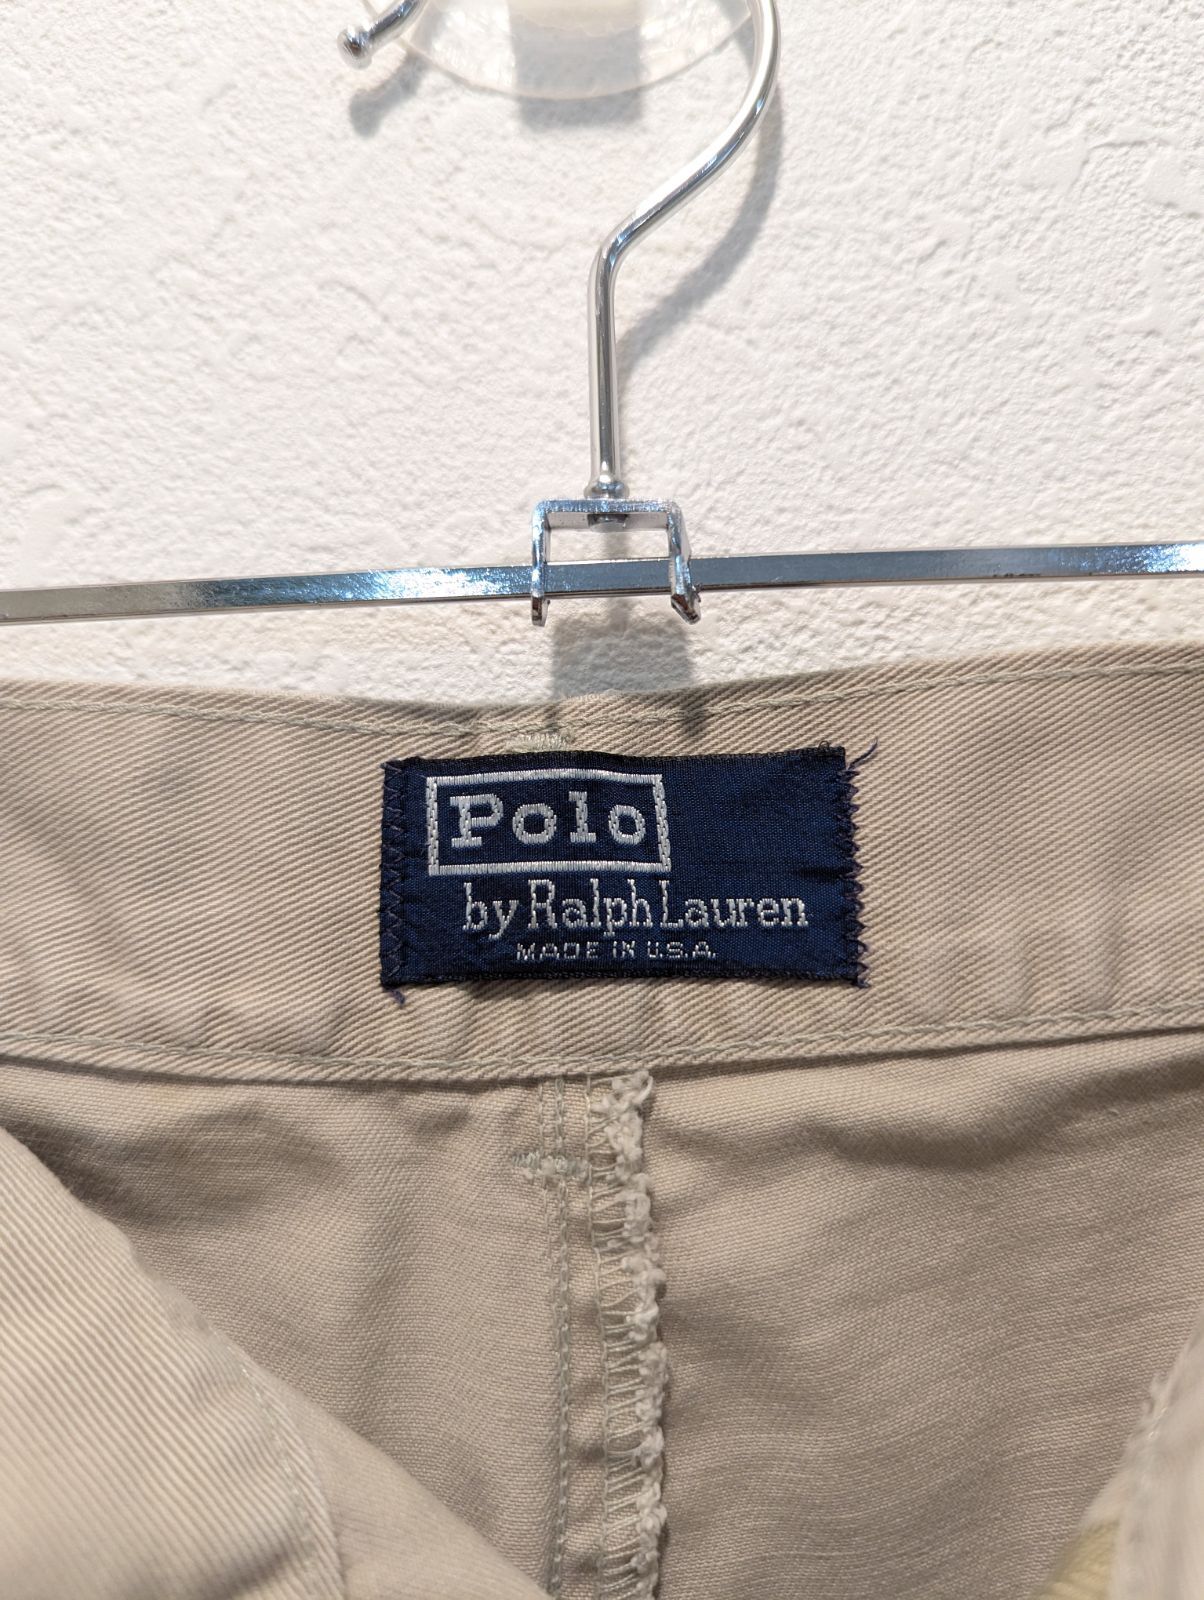 Polo
by Ralph Lauren
MADE IN U.S.A.